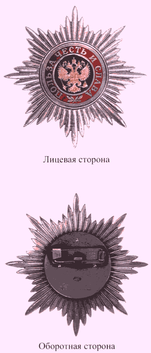 ПОЛЬЗА ЧЕСТЬ И СЛАВА
Лицевая сторона
Оборотная сторона